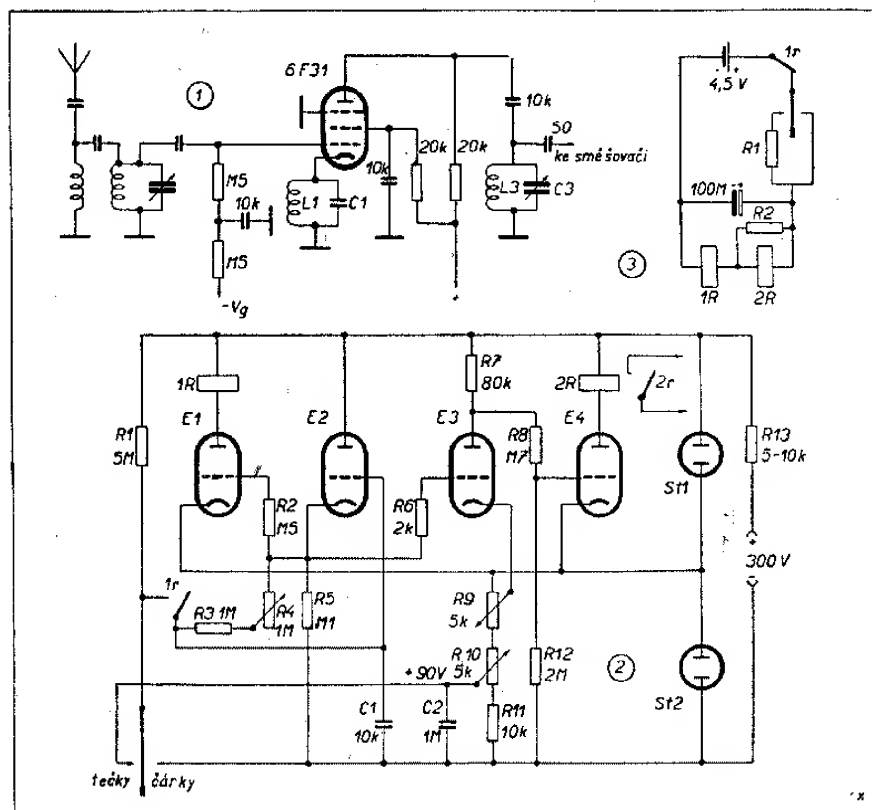 1
6F31
10k
50
ke směšovači
20k
20k
10k
M5
10k
L1
C1
L3
C3
M5
-Vg
+
1r
4,5 V
- +
R1
100M
+
R2
1R
2R
3
1R
E1
E2
R7
80k
E3
2R
2r
E4
R1
5M
R8
M7
St1
R13
5-10k
R2
M5
R6
2k
+
300V
-
1r
R3 1M
R4
1M
R5
M1
R9
5k
+90V
R10
5k
R12
2M
2
St2
C1
10k
C2
1M
R11
10k
tečky
čárky
x